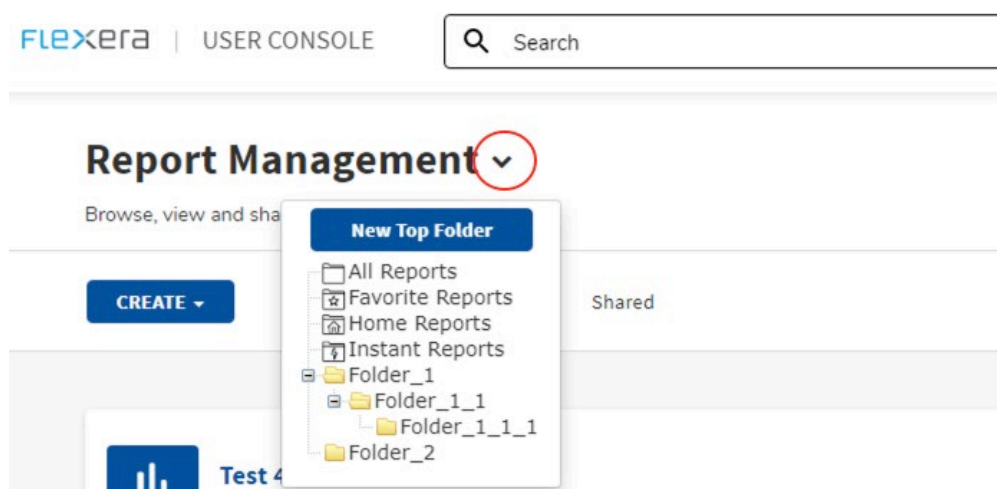 FLEXERA | USER CONSOLE
Search
Report Management
Browse, view and sha
New Top Folder
All Reports
Favorite Reports
Home Reports
Instant Reports
Folder_1
Folder_1_1
Folder_1_1_1
Folder_2
CREATE
Shared
Test 4